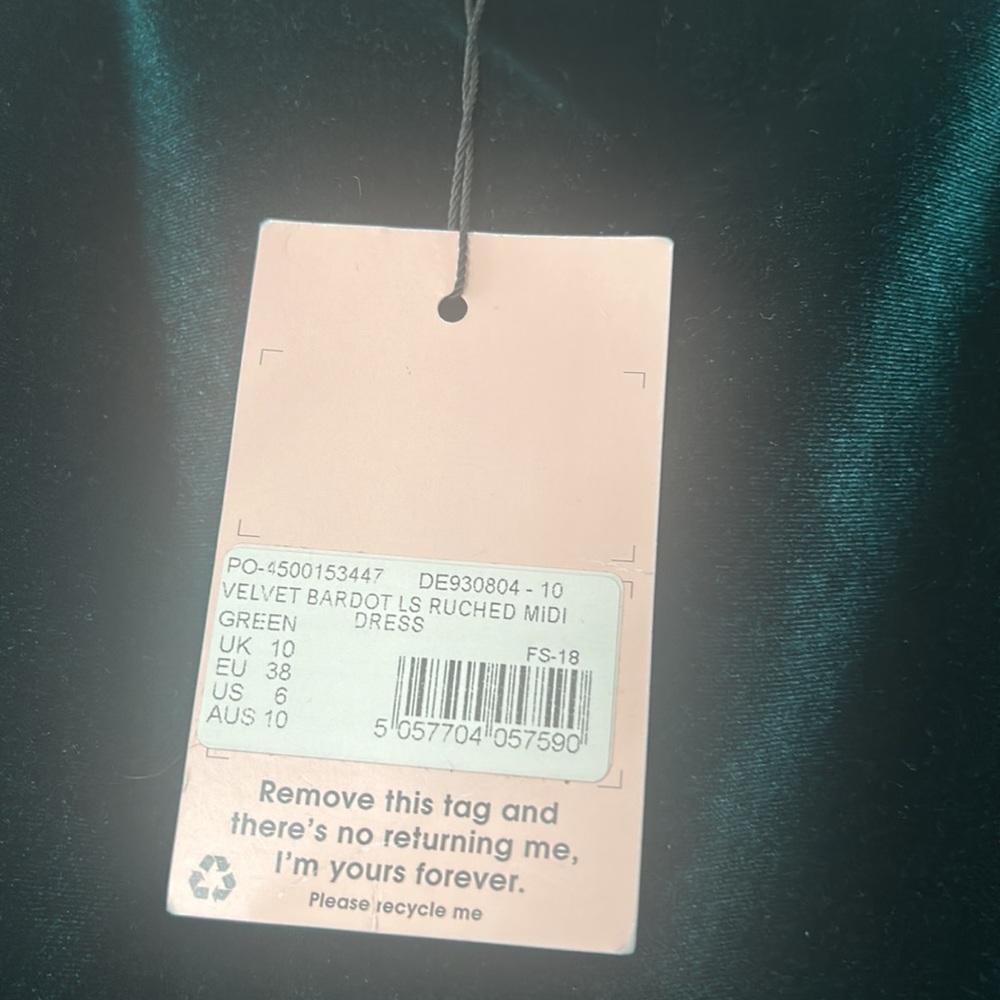 PO-4500153447 DE930804 - 10
VELVET BARDOT LS RUCHED MIDI
GREEN DRESS
UK 10 FS-18
EU 38
US 6
AUS 10
5 057704 057590
Remove this tag and
there's no returning me,
I'm yours forever.
Please recycle me